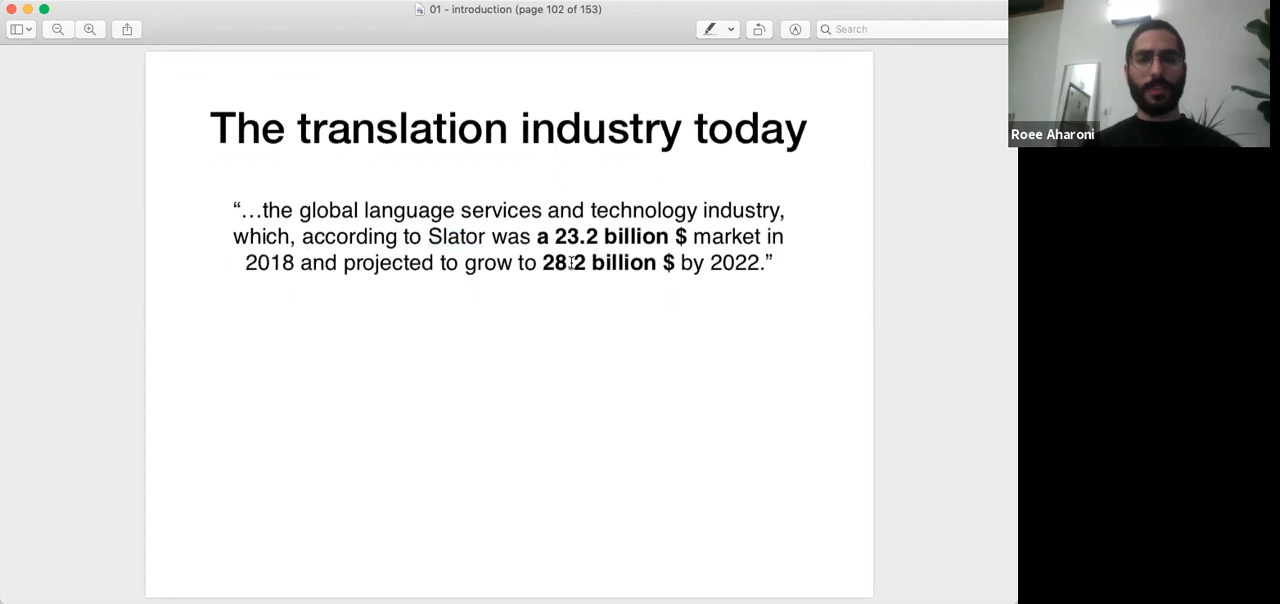 01 - introduction (page 102 of 153)
Search
Roee Aharoni
The translation industry today
“…the global language services and technology industry,
which, according to Slator was a 23.2 billion $ market in
2018 and projected to grow to 28.2 billion $ by 2022.”